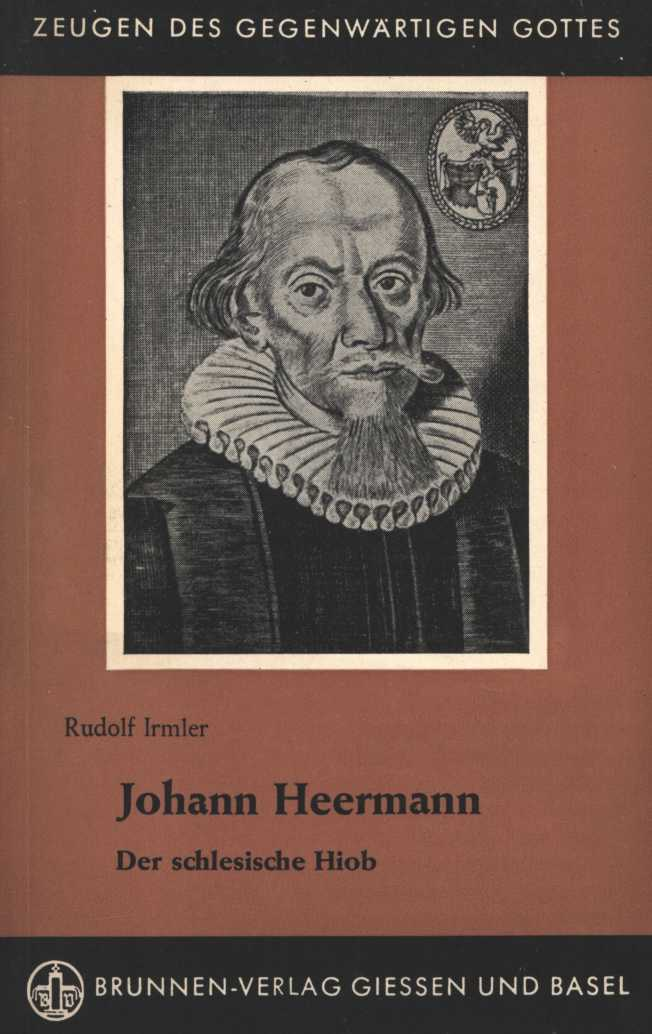 ZEUGEN DES GEGENWÄRTIGEN GOTTES
Rudolf Irmler
Johann Heermann
Der schlesische Hiob
B V
BRUNNEN-VERLAG GIESSEN UND BASEL